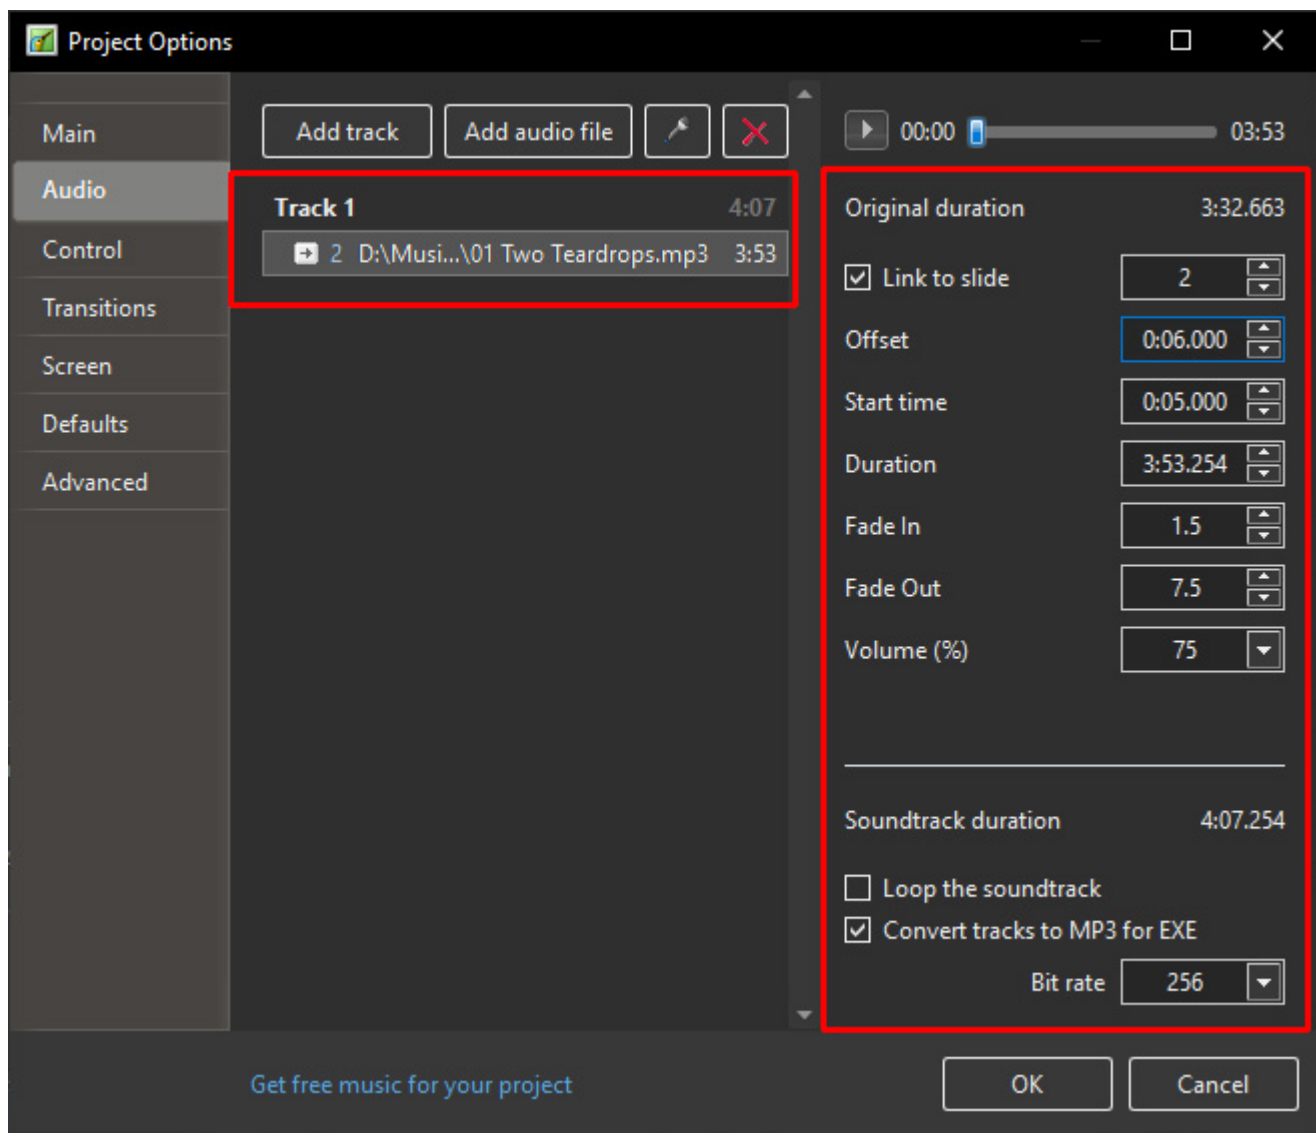 Project Options
Main
Audio
Control
Transitions
Screen
Defaults
Advanced
Add track Add audio file
Track 1 4:07
2 D:\Musi...\01 Two Teardrops.mp3 3:53
00:00 03:53
Original duration 3:32.663
Link to slide 2
Offset 0:06.000
Start time 0:05.000
Duration 3:53.254
Fade In 1.5
Fade Out 7.5
Volume (%) 75
Soundtrack duration 4:07.254
Loop the soundtrack
Convert tracks to MP3 for EXE
Bit rate 256
Get free music for your project
OK Cancel